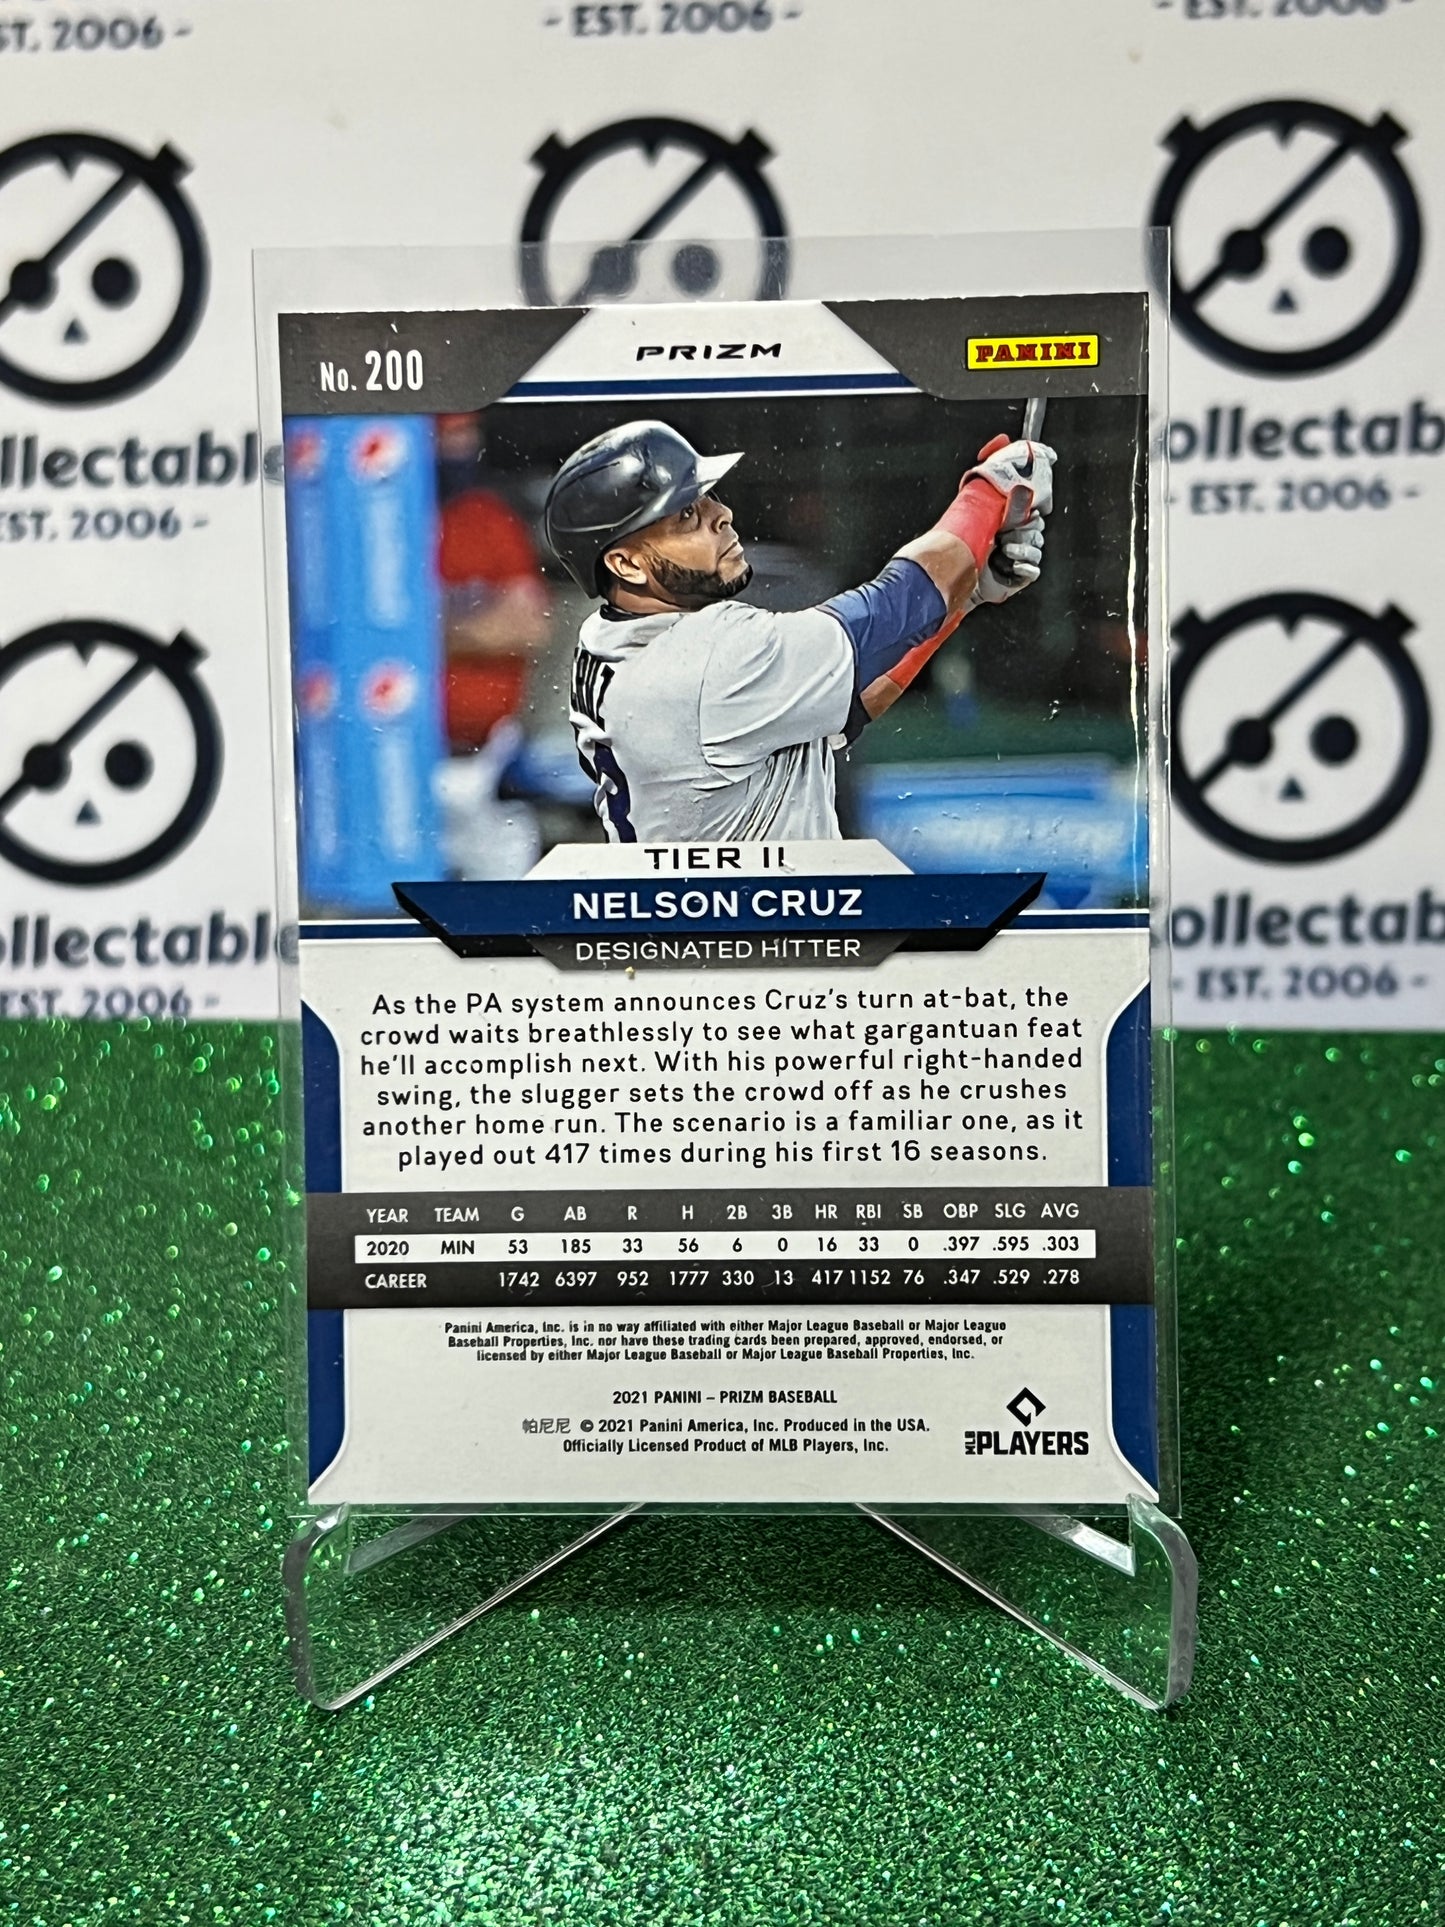 ST. 2006 -
- EST. 2006 -
- EST. 2006 -
No. 200
PRIZM
PANINI
llectabl
EST. 2006 -
ollectab
- EST. 2006 -
TIER II
NELSON CRUZ
DESIGNATED HITTER
ollectabl
EST. 2006 -
ollectab
- EST. 2006 -
As the PA system announces Cruz's turn at-bat, the
crowd waits breathlessly to see what gargantuan feat
he'll accomplish next. With his powerful right-handed
swing, the slugger sets the crowd off as he crushes
another home run. The scenario is a familiar one, as it
played out 417 times during his first 16 seasons.
YEAR TEAM G AB R H 2B 3B HR RBI SB OBP SLG AVG
2020 MIN 53 185 33 56 6 0 16 33 0 .397 .595 .303
CAREER 1742 6397 952 1777 330 13 417 1152 76 .347 .529 .278
Panini America, Inc. is in no way affiliated with either Major League Baseball or Major League
Baseball Properties, Inc. nor have these trading cards been prepared, approved, endorsed, or
licensed by either Major League Baseball or Major League Baseball Properties, Inc.
2021 PANINI – PRIZM BASEBALL
帕尼尼 © 2021 Panini America, Inc. Produced in the USA.
Officially Licensed Product of MLB Players, Inc.
MLB PLAYERS